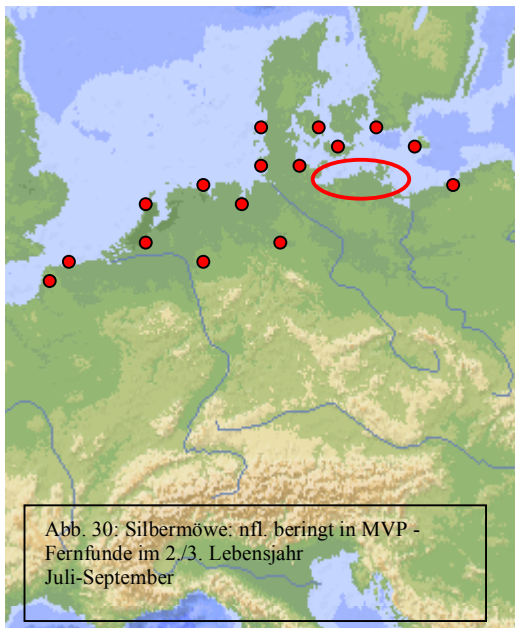 Abb. 30: Silbermöwe: nfl. beringt in MVP -
Fernfunde im 2./3. Lebensjahr
Juli-September